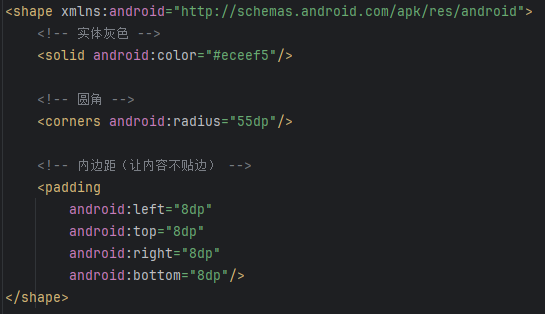 <shape xmlns:android="http://schemas.android.com/apk/res/android">
<!-- 实体灰色 -->
<solid android:color="#eceef5"/>
<!-- 圆角 -->
<corners android:radius="55dp"/>
<!-- 内边距（让内容不贴边） -->
<padding
android:left="8dp"
android:top="8dp"
android:right="8dp"
android:bottom="8dp"/>
</shape>